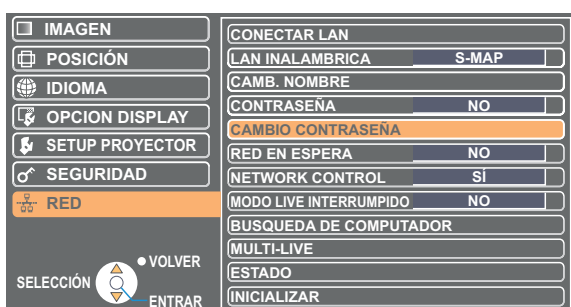 IMAGEN
POSICIÓN
IDIOMA
OPCION DISPLAY
SETUP PROYECTOR
SEGURIDAD
RED
VOLVER
SELECCIÓN
ENTRAR
CONECTAR LAN
LAN INALAMBRICA S-MAP
CAMB. NOMBRE
CONTRASEÑA NO
CAMBIO CONTRASEÑA
RED EN ESPERA NO
NETWORK CONTROL SÍ
MODO LIVE INTERRUMPIDO NO
BUSQUEDA DE COMPUTADOR
MULTI-LIVE
ESTADO
INICIALIZAR